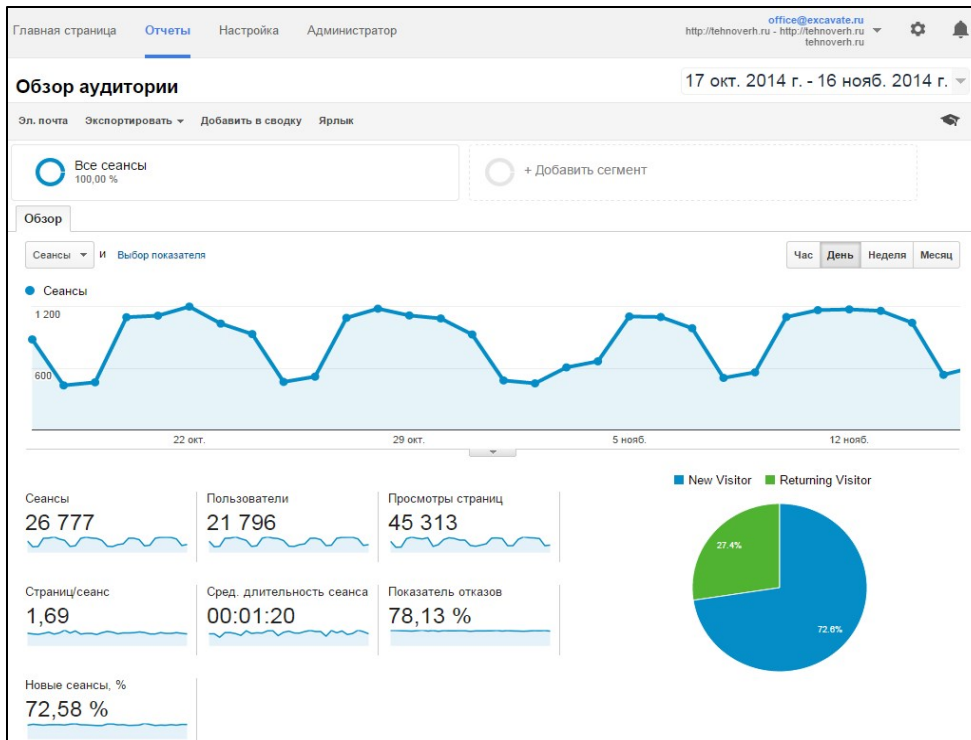 Главная страница Отчеты Настройка Администратор
office@excavate.ru
http://tehnoverh.ru - http://tehnoverh.ru
tehnoverh.ru
Обзор аудитории
17 окт. 2014 г. - 16 нояб. 2014 г.
Эл. почта Экспортировать Добавить в сводку Ярлык
Все сеансы
100,00 %
+ Добавить сегмент
Обзор
Сеансы и Выбор показателя
Час День Неделя Месяц
Сеансы
1 200
600
22 окт. 29 окт. 5 нояб. 12 нояб.
New Visitor Returning Visitor
Сеансы Пользователи Просмотры страниц
26 777 21 796 45 313
27.4%
72.6%
Страниц/сеанс Сред. длительность сеанса Показатель отказов
1,69 00:01:20 78,13 %
Новые сеансы, %
72,58 %